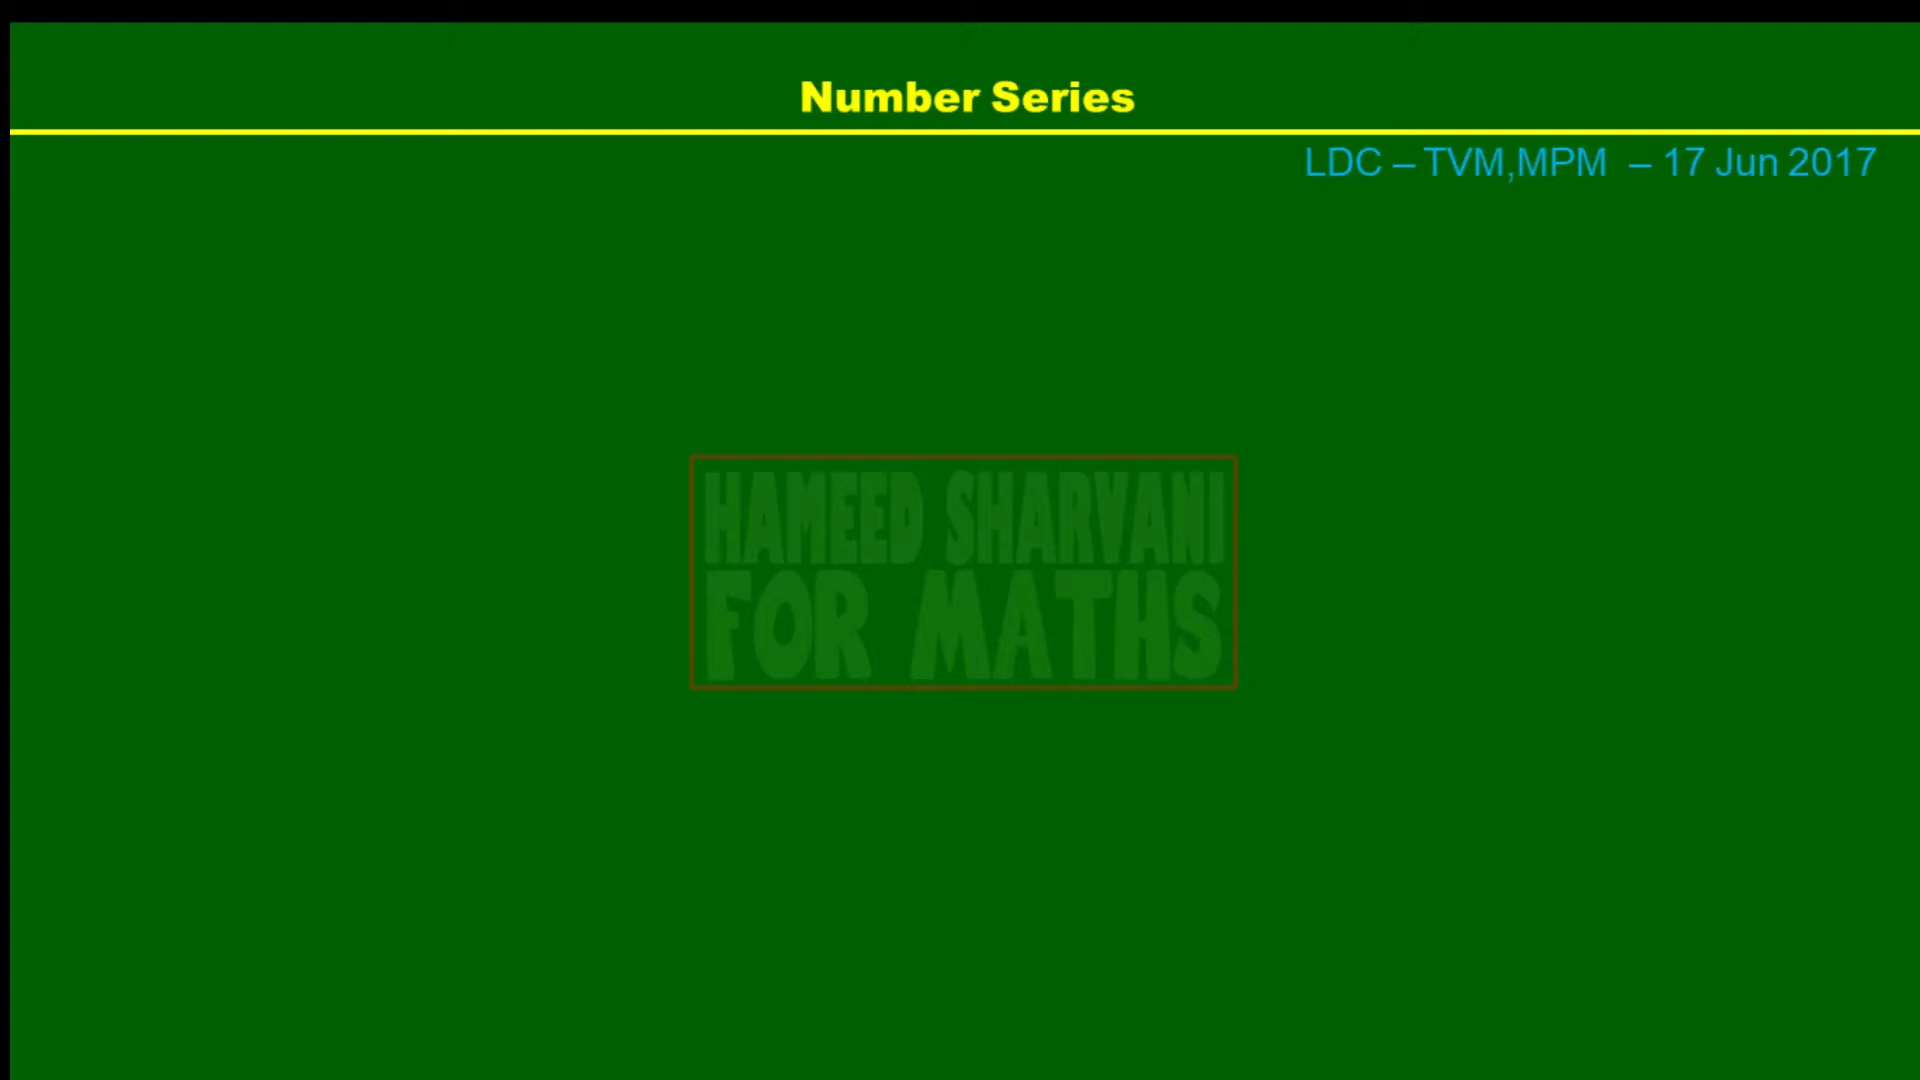 Number Series
LDC – TVM,MPM – 17 Jun 2017
HAMEED SHARVANI
FOR MATHS